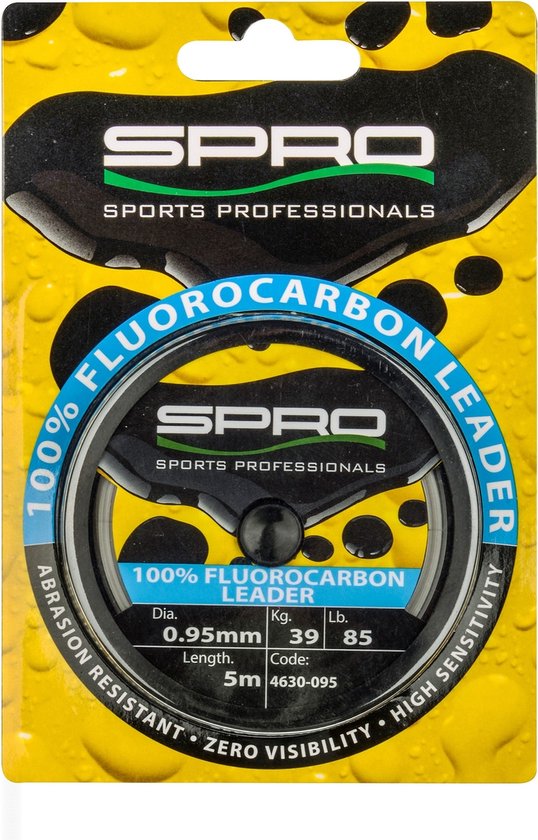 SPRO
SPORTS PROFESSIONALS
100% FLUOROCARBON LEADER
SPRO
SPORTS PROFESSIONALS
100% FLUOROCARBON
LEADER
Dia. Kg. Lb.
0.95mm 39 85
Length. Code:
5m 4630-095
ABRASION RESISTANT • ZERO VISIBILITY • HIGH SENSITIVITY